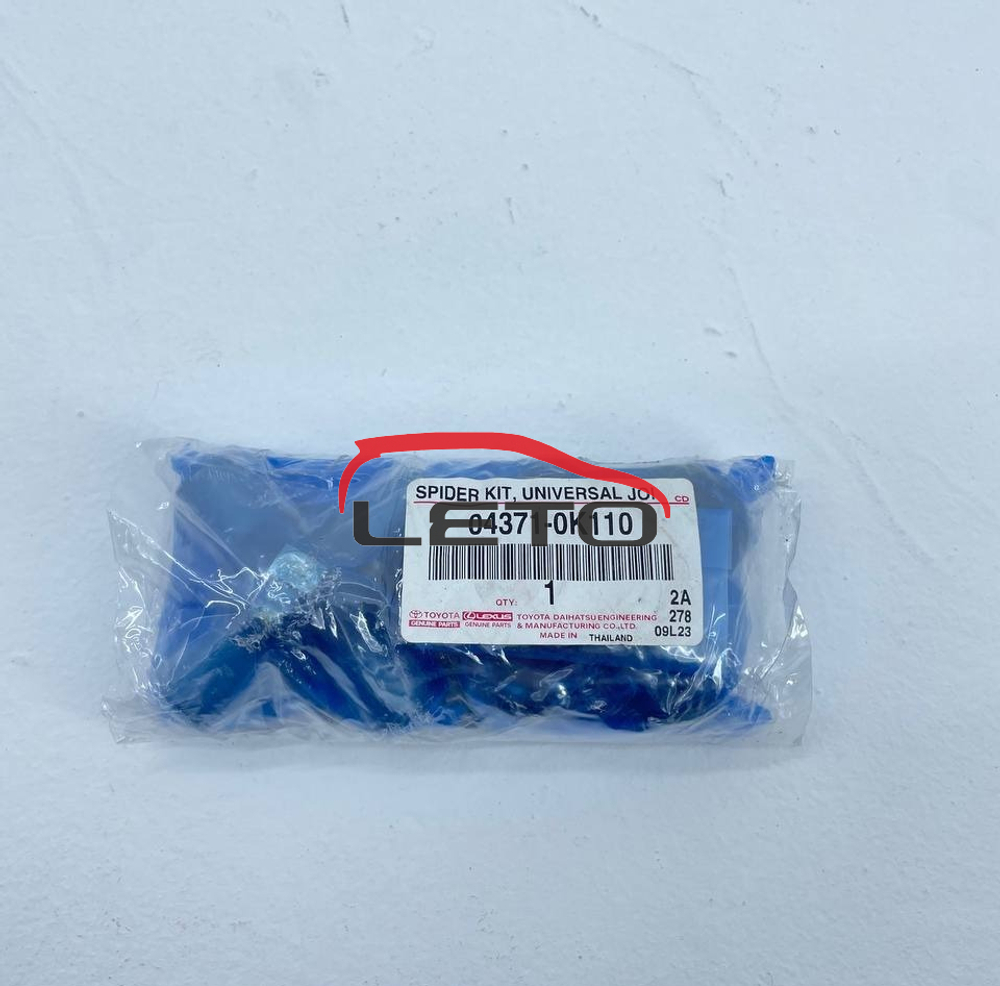 SPIDER KIT, UNIVERSAL JOI CD
04371-0K110
LETO
QTY: 1
2A
TOYOTA LEXUS TOYOTA DAIHATSU ENGINEERING 278
GENUINE PARTS GENUINE PARTS & MANUFACTURING CO.,LTD.
MADE IN THAILAND 09L23